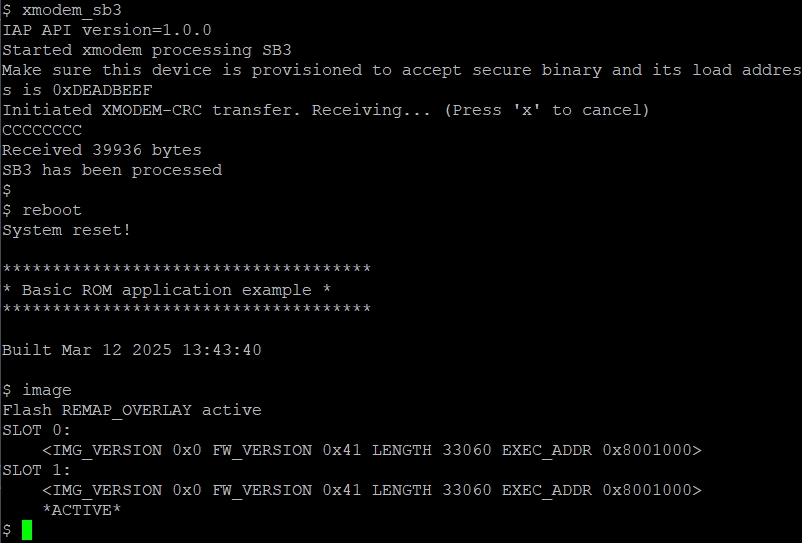 $ xmodem_sb3
IAP API version=1.0.0
Started xmodem processing SB3
Make sure this device is provisioned to accept secure binary and its load addres
s is 0xDEADBEEF
Initiated XMODEM-CRC transfer. Receiving... (Press 'x' to cancel)
CCCCCCCC
Received 39936 bytes
SB3 has been processed
$
$ reboot
System reset!
*************************************
* Basic ROM application example *
*************************************
Built Mar 12 2025 13:43:40
$ image
Flash REMAP_OVERLAY active
SLOT 0:
    <IMG_VERSION 0x0 FW_VERSION 0x41 LENGTH 33060 EXEC_ADDR 0x8001000>
SLOT 1:
    <IMG_VERSION 0x0 FW_VERSION 0x41 LENGTH 33060 EXEC_ADDR 0x8001000>
    *ACTIVE*
$